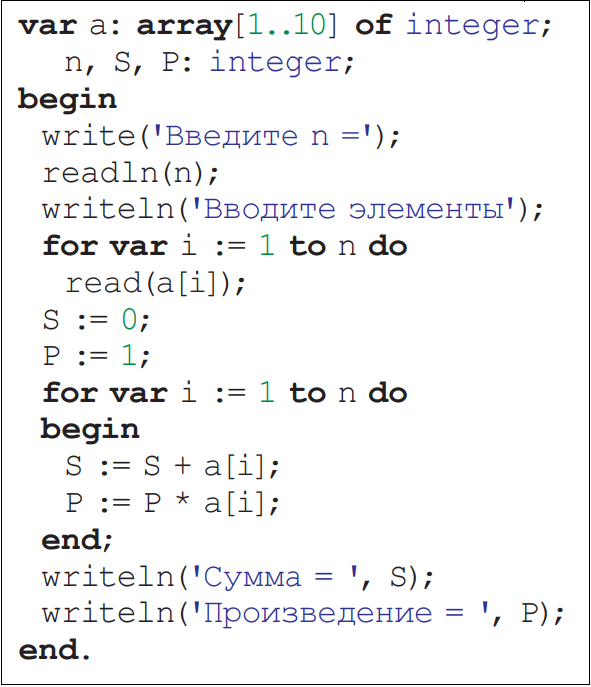 var a: array[1..10] of integer;
n, S, P: integer;
begin
write('Введите n =');
readln(n);
writeln('Вводите элементы');
for var i := 1 to n do
read(a[i]);
S := 0;
P := 1;
for var i := 1 to n do
begin
S := S + a[i];
P := P * a[i];
end;
writeln('Сумма = ', S);
writeln('Произведение = ', P);
end.